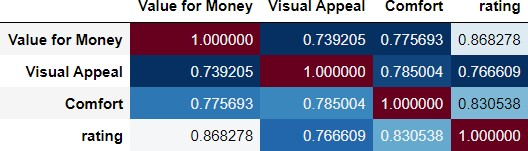 Value for Money Visual Appeal Comfort rating
Value for Money 1.000000 0.739205 0.775693 0.868278
Visual Appeal 0.739205 1.000000 0.785004 0.766609
Comfort 0.775693 0.785004 1.000000 0.830538
rating 0.868278 0.766609 0.830538 1.000000